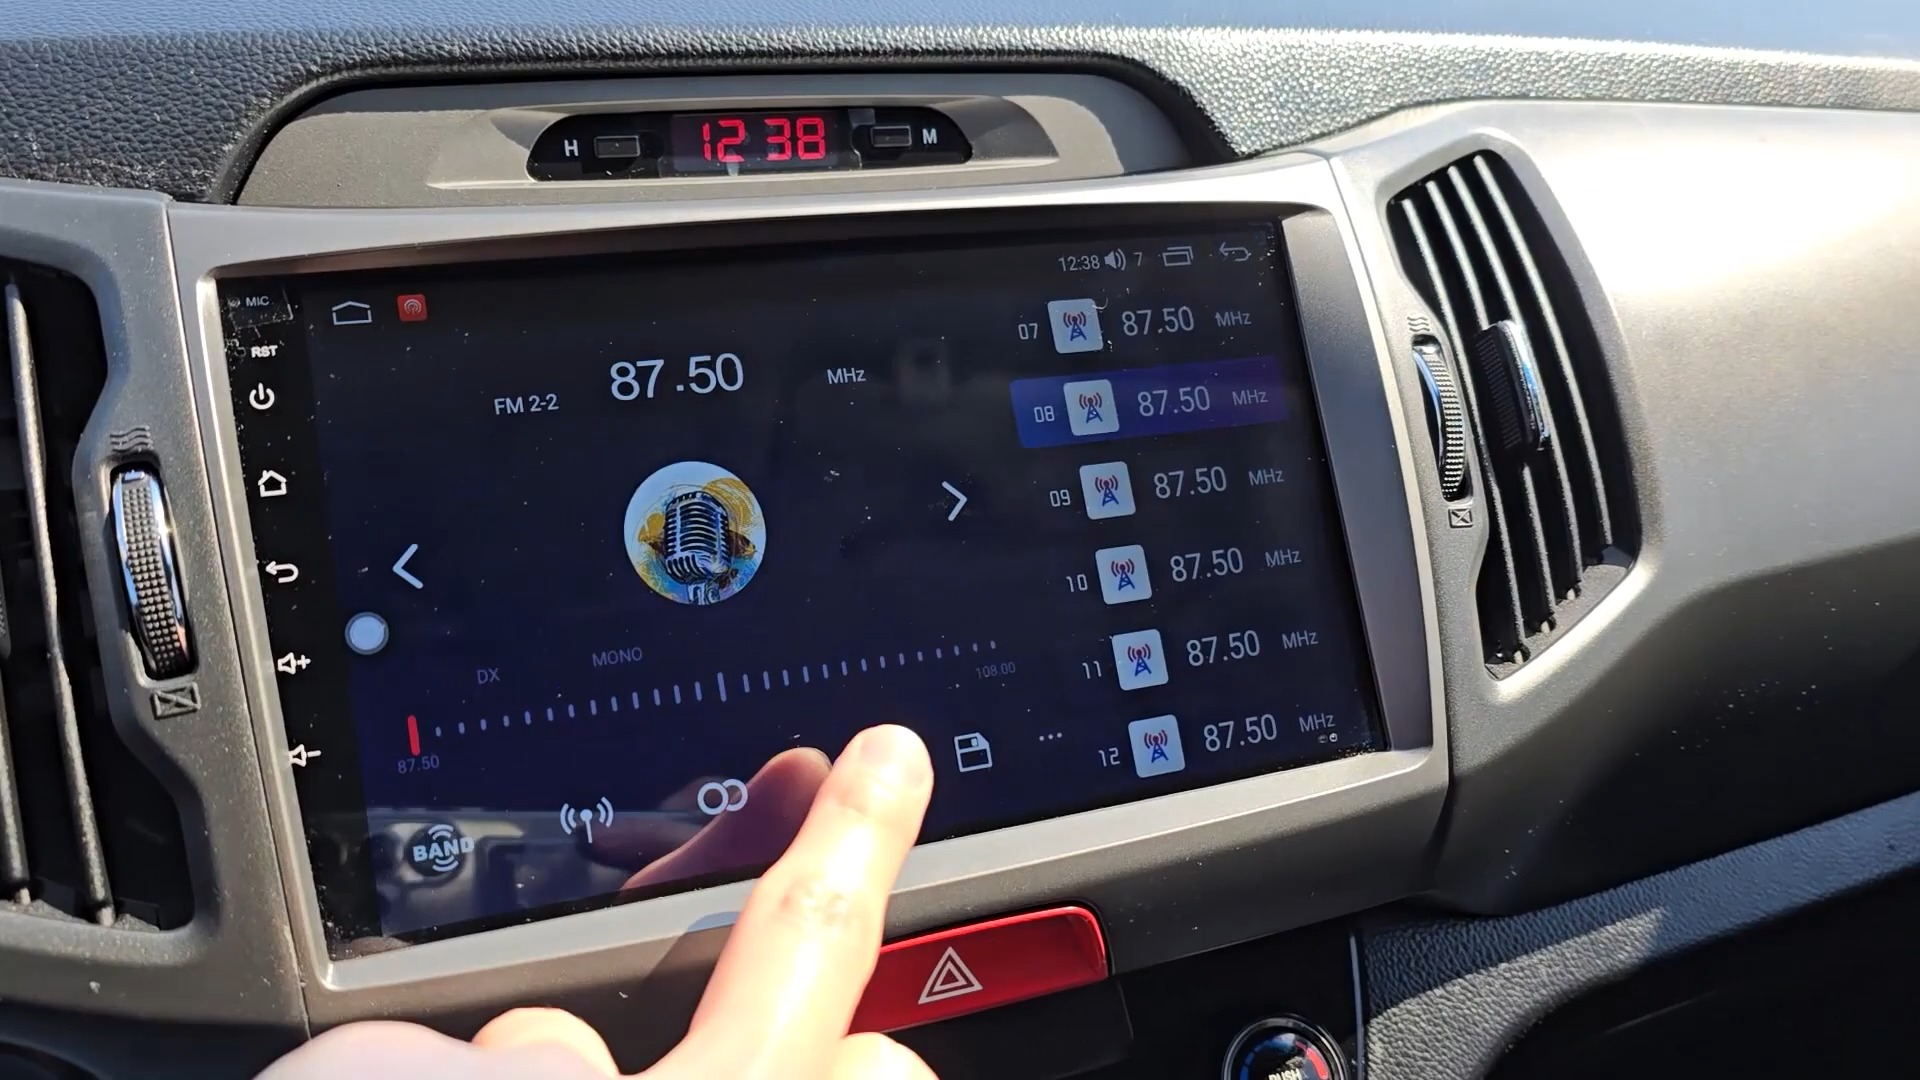 H 12 38 M
MIC
RST
12:38 7
FM 2-2 87.50 MHz
07 87.50 MHz
08 87.50 MHz
09 87.50 MHz
10 87.50 MHz
11 87.50 MHz
12 87.50 MHz
DX MONO
87.50 108.00
BAND
PUSH